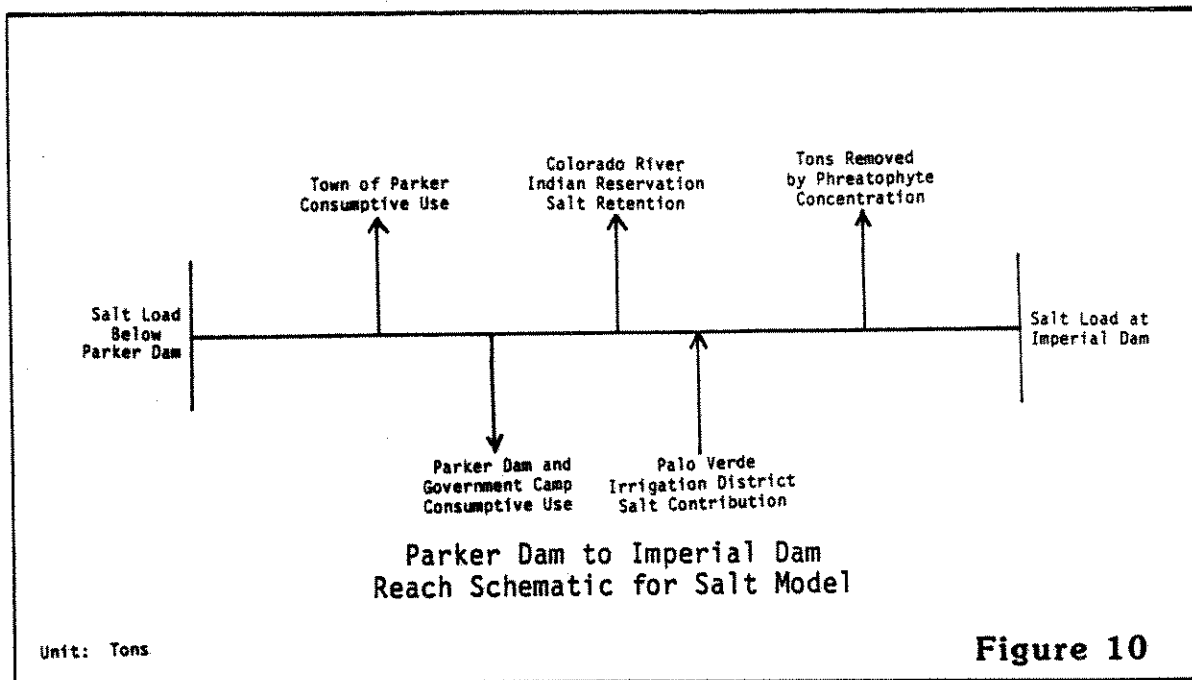 Town of Parker
Consumptive Use
Colorado River
Indian Reservation
Salt Retention
Tons Removed
by Phreatophyte
Concentration
Salt Load
Below
Parker Dam
Salt Load at
Imperial Dam
Parker Dam and
Government Camp
Consumptive Use
Palo Verde
Irrigation District
Salt Contribution
Parker Dam to Imperial Dam
Reach Schematic for Salt Model
Unit: Tons
Figure 10